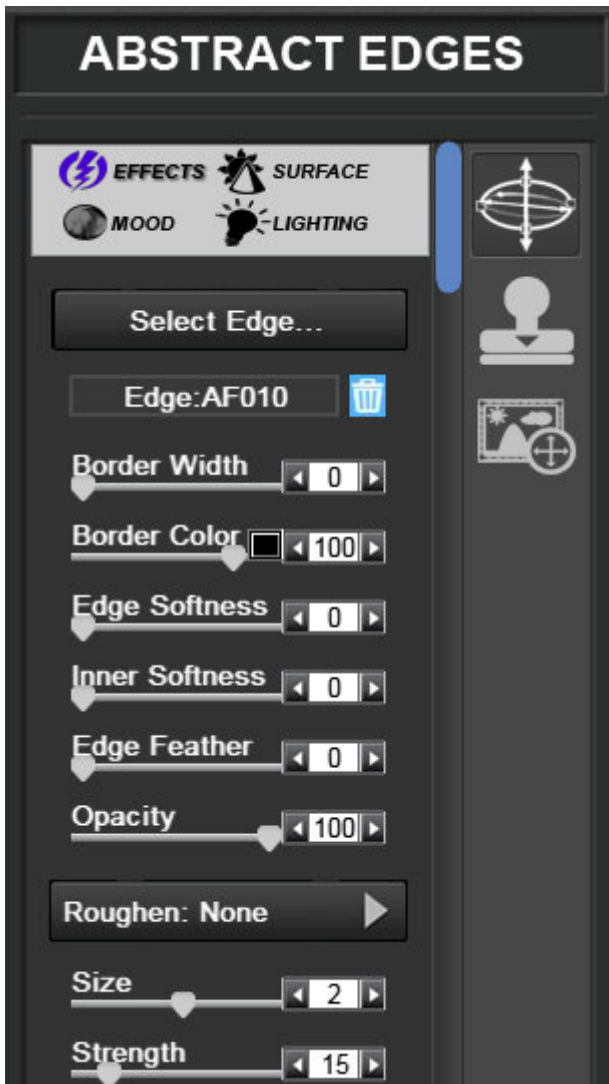 ABSTRACT EDGES
EFFECTS SURFACE
MOOD LIGHTING
Select Edge...
Edge:AF010
Border Width 0
Border Color 100
Edge Softness 0
Inner Softness 0
Edge Feather 0
Opacity 100
Roughen: None
Size 2
Strength 15